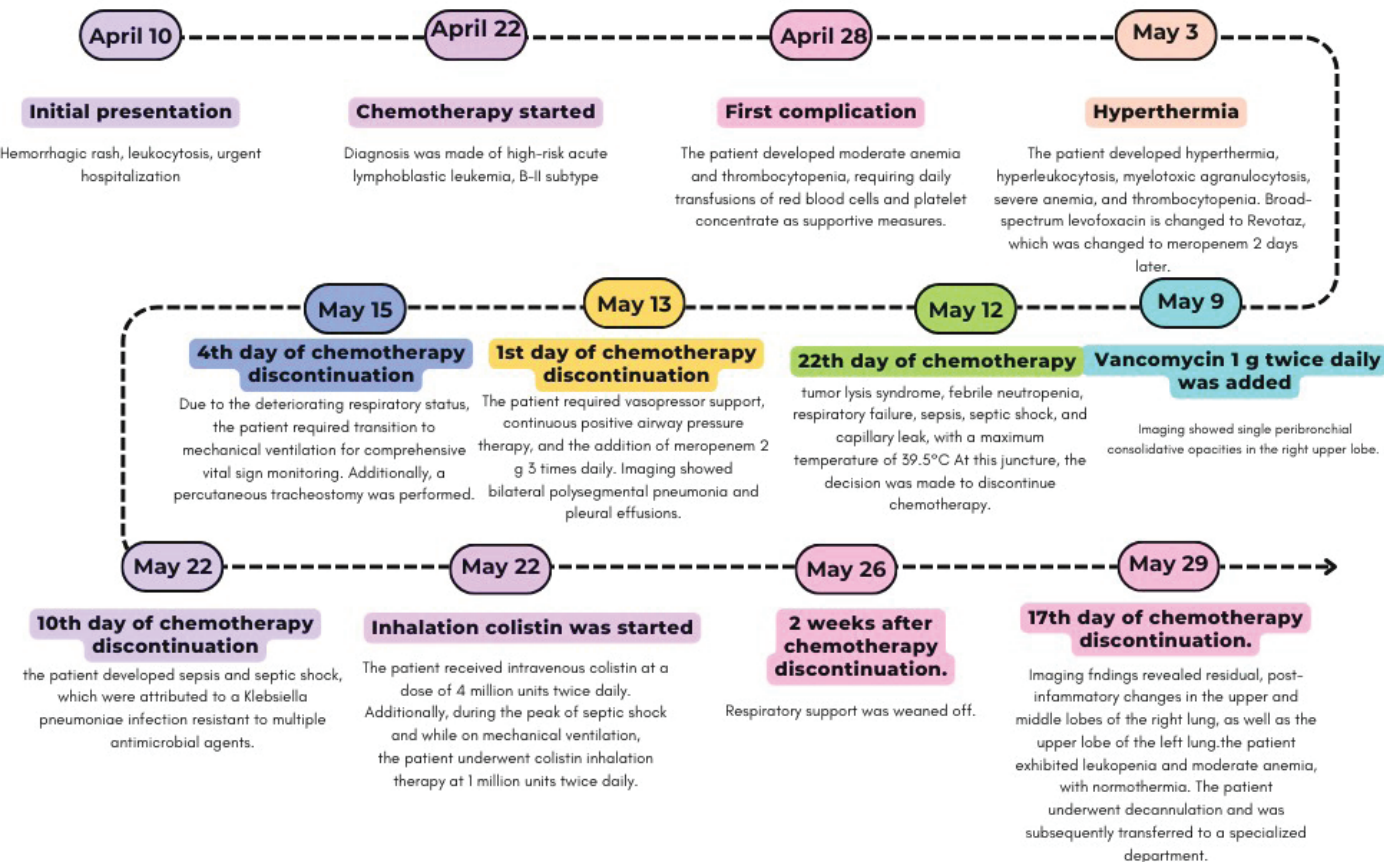 April 10
Initial presentation
Hemorrhagic rash, leukocytosis, urgent
hospitalization
April 22
Chemotherapy started
Diagnosis was made of high-risk acute
lymphoblastic leukemia, B-II subtype
April 28
First complication
The patient developed moderate anemia
and thrombocytopenia, requiring daily
transfusions of red blood cells and platelet
concentrate as supportive measures.
May 3
Hyperthermia
The patient developed hyperthermia,
hyperleukocytosis, myelotoxic agranulocytosis,
severe anemia, and thrombocytopenia. Broad-
spectrum levofoxacin is changed to Revotaz,
which was changed to meropenem 2 days
later.
May 9
Vancomycin 1 g twice daily
was added
Imaging showed single peribronchial
consolidative opacities in the right upper lobe.
May 12
22th day of chemotherapy
tumor lysis syndrome, febrile neutropenia,
respiratory failure, sepsis, septic shock, and
capillary leak, with a maximum
temperature of 39.5°C At this juncture, the
decision was made to discontinue
chemotherapy.
May 13
1st day of chemotherapy
discontinuation
The patient required vasopressor support,
continuous positive airway pressure
therapy, and the addition of meropenem 2
g 3 times daily. Imaging showed
bilateral polysegmental pneumonia and
pleural effusions.
May 15
4th day of chemotherapy
discontinuation
Due to the deteriorating respiratory status,
the patient required transition to
mechanical ventilation for comprehensive
vital sign monitoring. Additionally, a
percutaneous tracheostomy was performed.
May 22
10th day of chemotherapy
discontinuation
the patient developed sepsis and septic shock,
which were attributed to a Klebsiella
pneumoniae infection resistant to multiple
antimicrobial agents.
May 22
Inhalation colistin was started
The patient received intravenous colistin at a
dose of 4 million units twice daily.
Additionally, during the peak of septic shock
and while on mechanical ventilation,
the patient underwent colistin inhalation
therapy at 1 million units twice daily.
May 26
2 weeks after
chemotherapy
discontinuation.
Respiratory support was weaned off.
May 29
17th day of chemotherapy
discontinuation.
Imaging fndings revealed residual, post-
infammatory changes in the upper and
middle lobes of the right lung, as well as the
upper lobe of the left lung.the patient
exhibited leukopenia and moderate anemia,
with normothermia. The patient
underwent decannulation and was
subsequently transferred to a specialized
department.